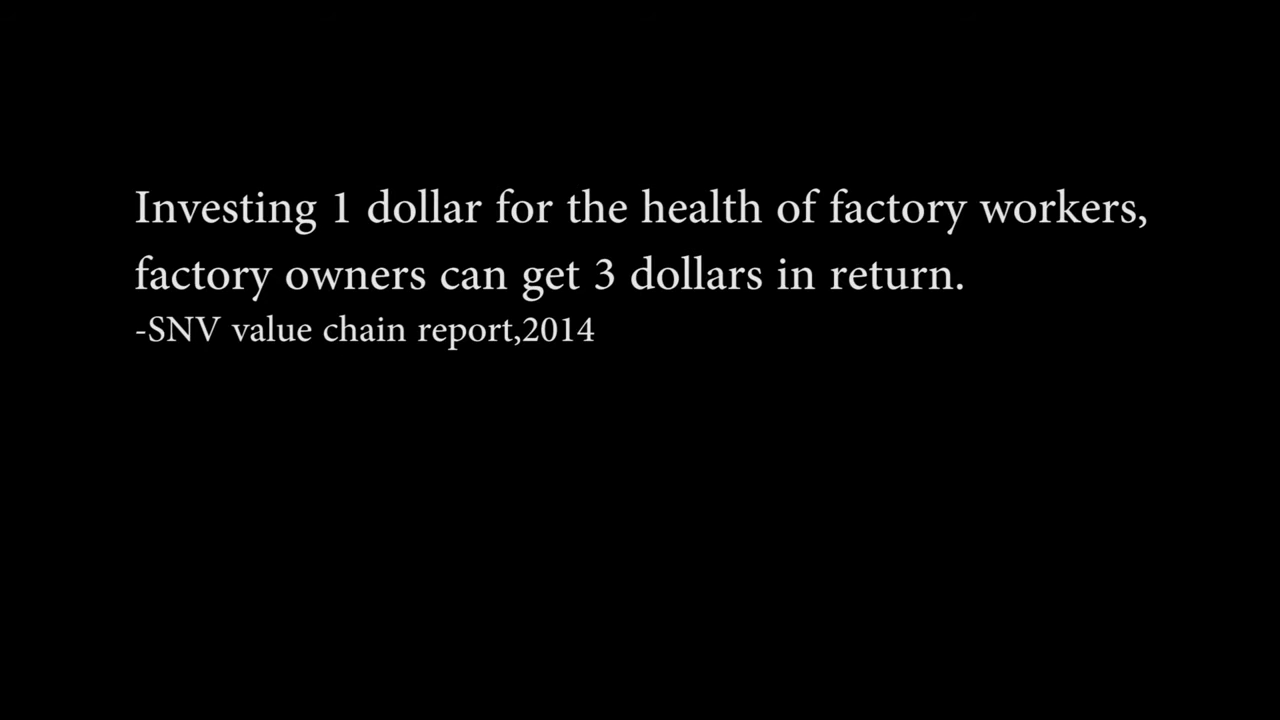 Investing 1 dollar for the health of factory workers,
factory owners can get 3 dollars in return.
-SNV value chain report,2014